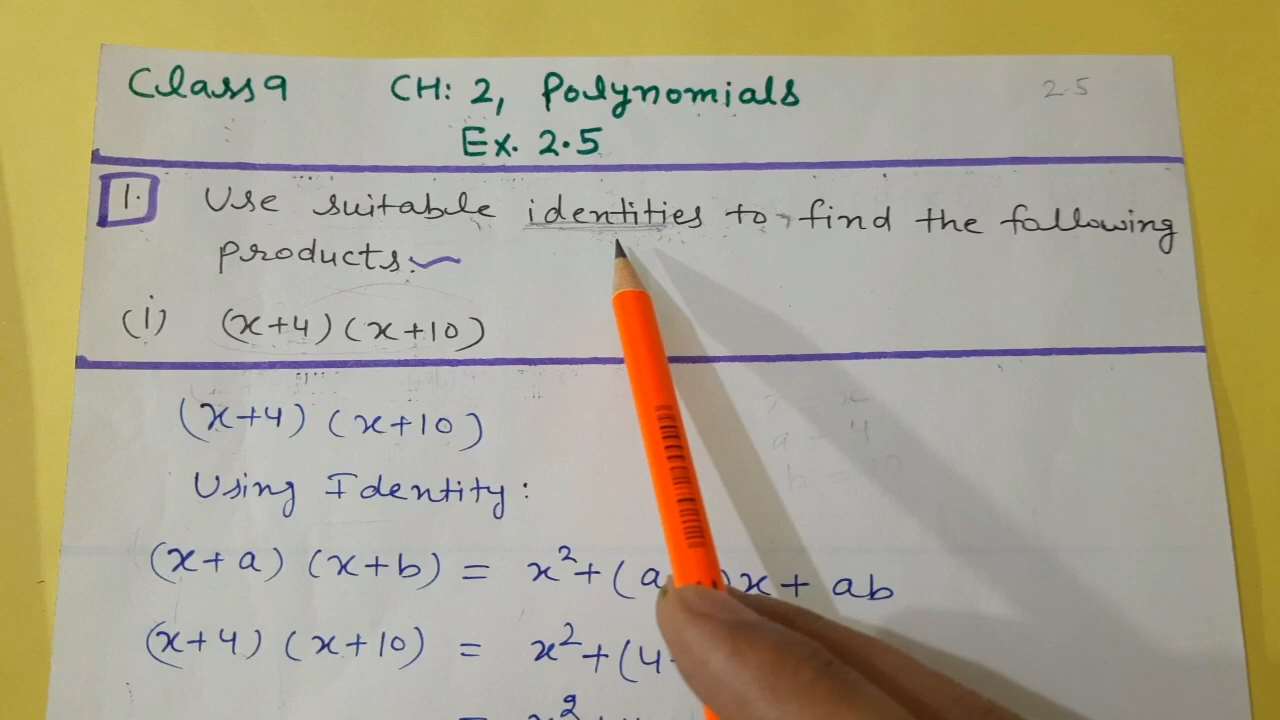 Class 9 CH: 2, Polynomials 2.5
Ex. 2.5
1. Use suitable identities to find the following
products.
(i) (x+4)(x+10)
(x+4) (x+10)
Using Identity:
(x+a) (x+b) = x²+(a )x + ab
(x+4) (x+10) = x²+(4
= x²